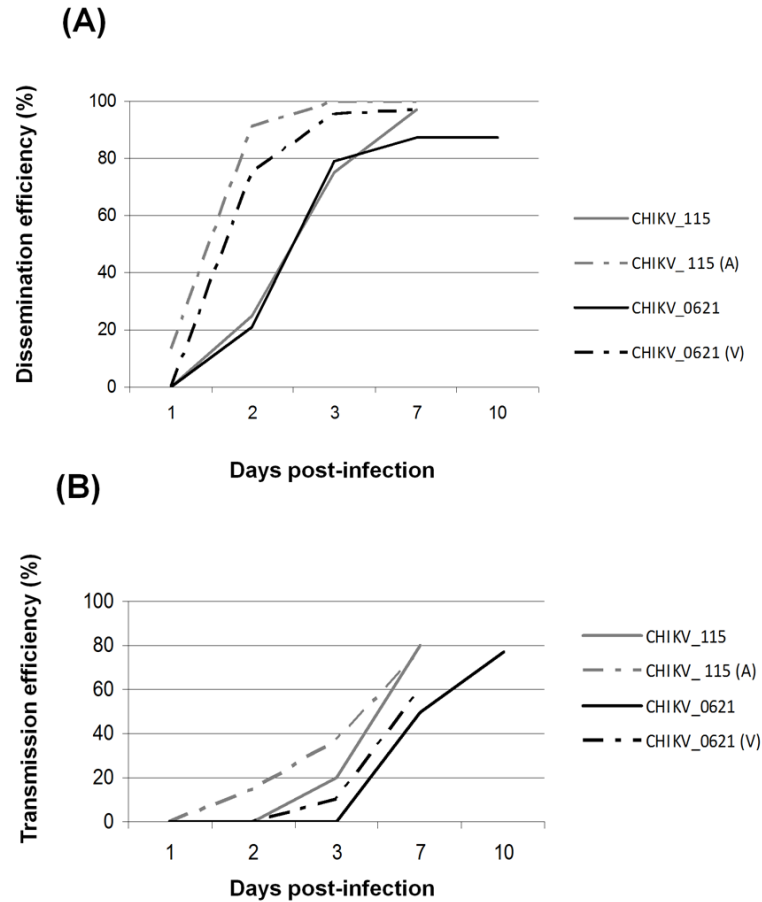 (A)
Dissemination efficiency (%)
100
80
60
40
20
0
1 2 3 7 10
Days post-infection
CHIKV_115
CHIKV_ 115 (A)
CHIKV_0621
CHIKV_0621 (V)
(B)
Transmission efficiency (%)
100
80
60
40
20
0
1 2 3 7 10
Days post-infection
CHIKV_115
CHIKV_ 115 (A)
CHIKV_0621
CHIKV_0621 (V)